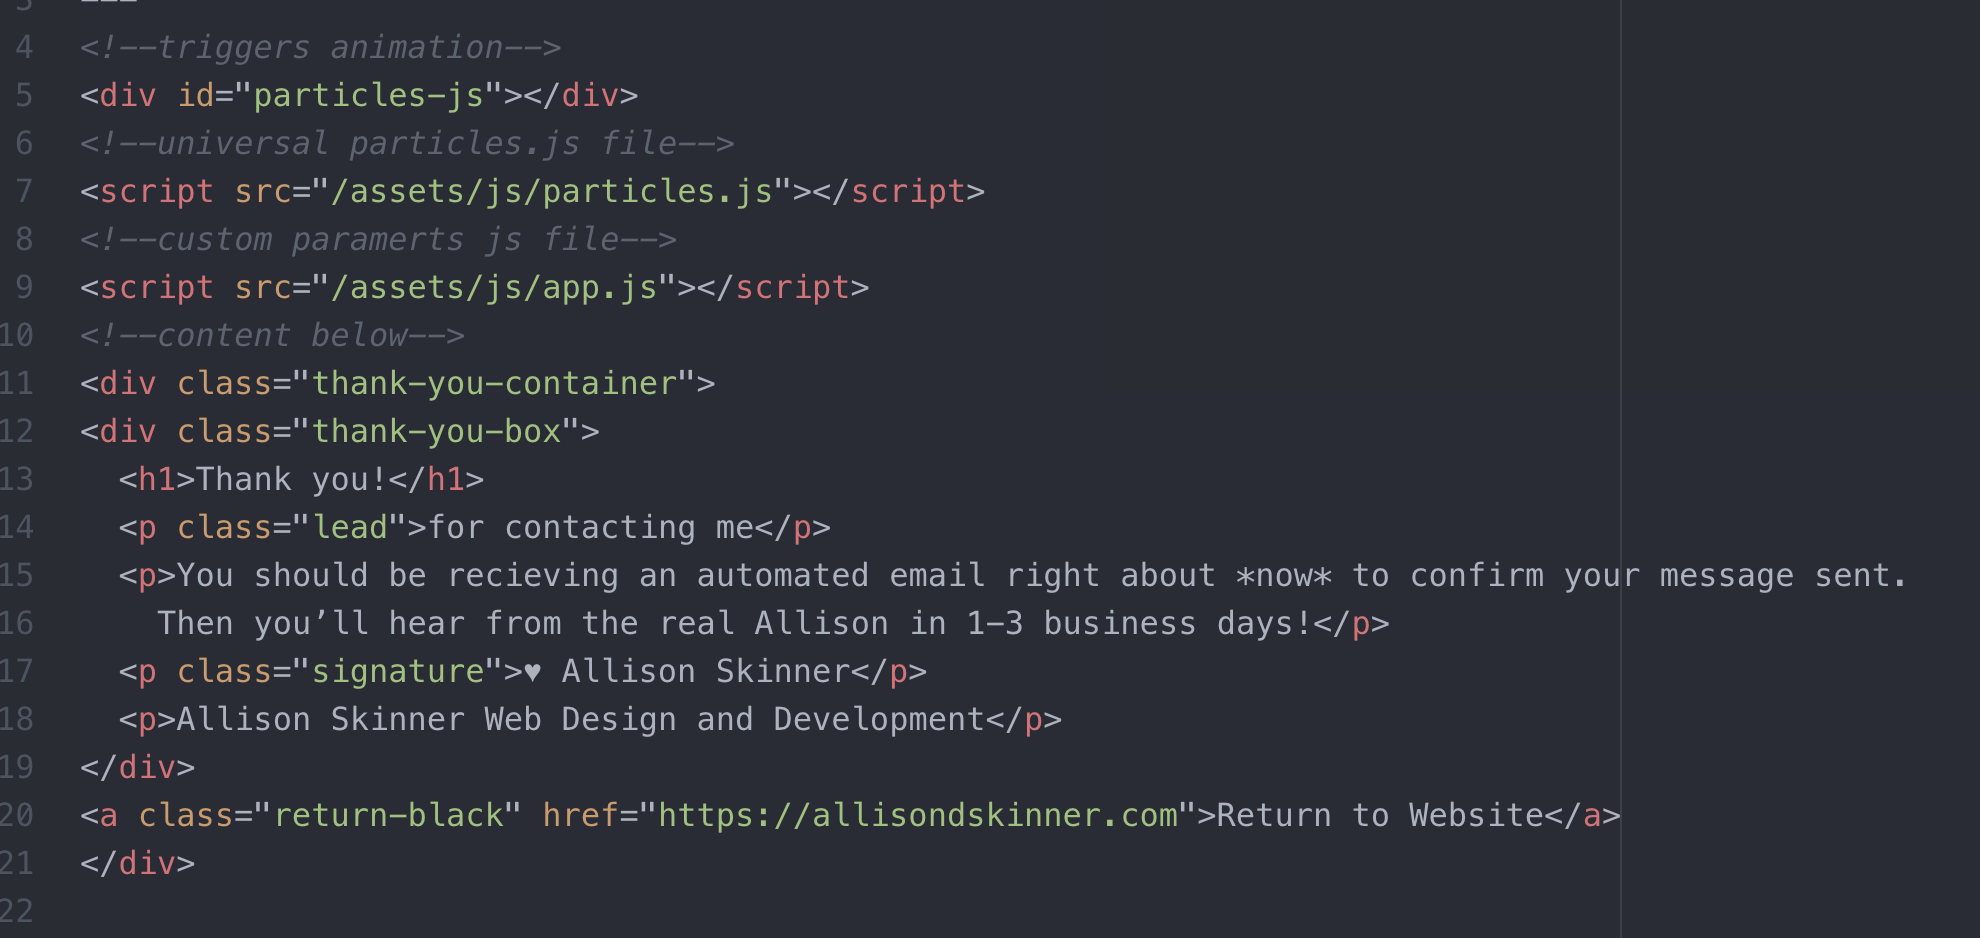 3 ---
4 <!--triggers animation-->
5 <div id="particles-js"></div>
6 <!--universal particles.js file-->
7 <script src="/assets/js/particles.js"></script>
8 <!--custom paramerts js file-->
9 <script src="/assets/js/app.js"></script>
10 <!--content below-->
11 <div class="thank-you-container">
12 <div class="thank-you-box">
13   <h1>Thank you!</h1>
14   <p class="lead">for contacting me</p>
15   <p>You should be recieving an automated email right about *now* to confirm your message sent.
16     Then you’ll hear from the real Allison in 1-3 business days!</p>
17   <p class="signature">♥ Allison Skinner</p>
18   <p>Allison Skinner Web Design and Development</p>
19 </div>
20 <a class="return-black" href="https://allisondskinner.com">Return to Website</a>
21 </div>
22